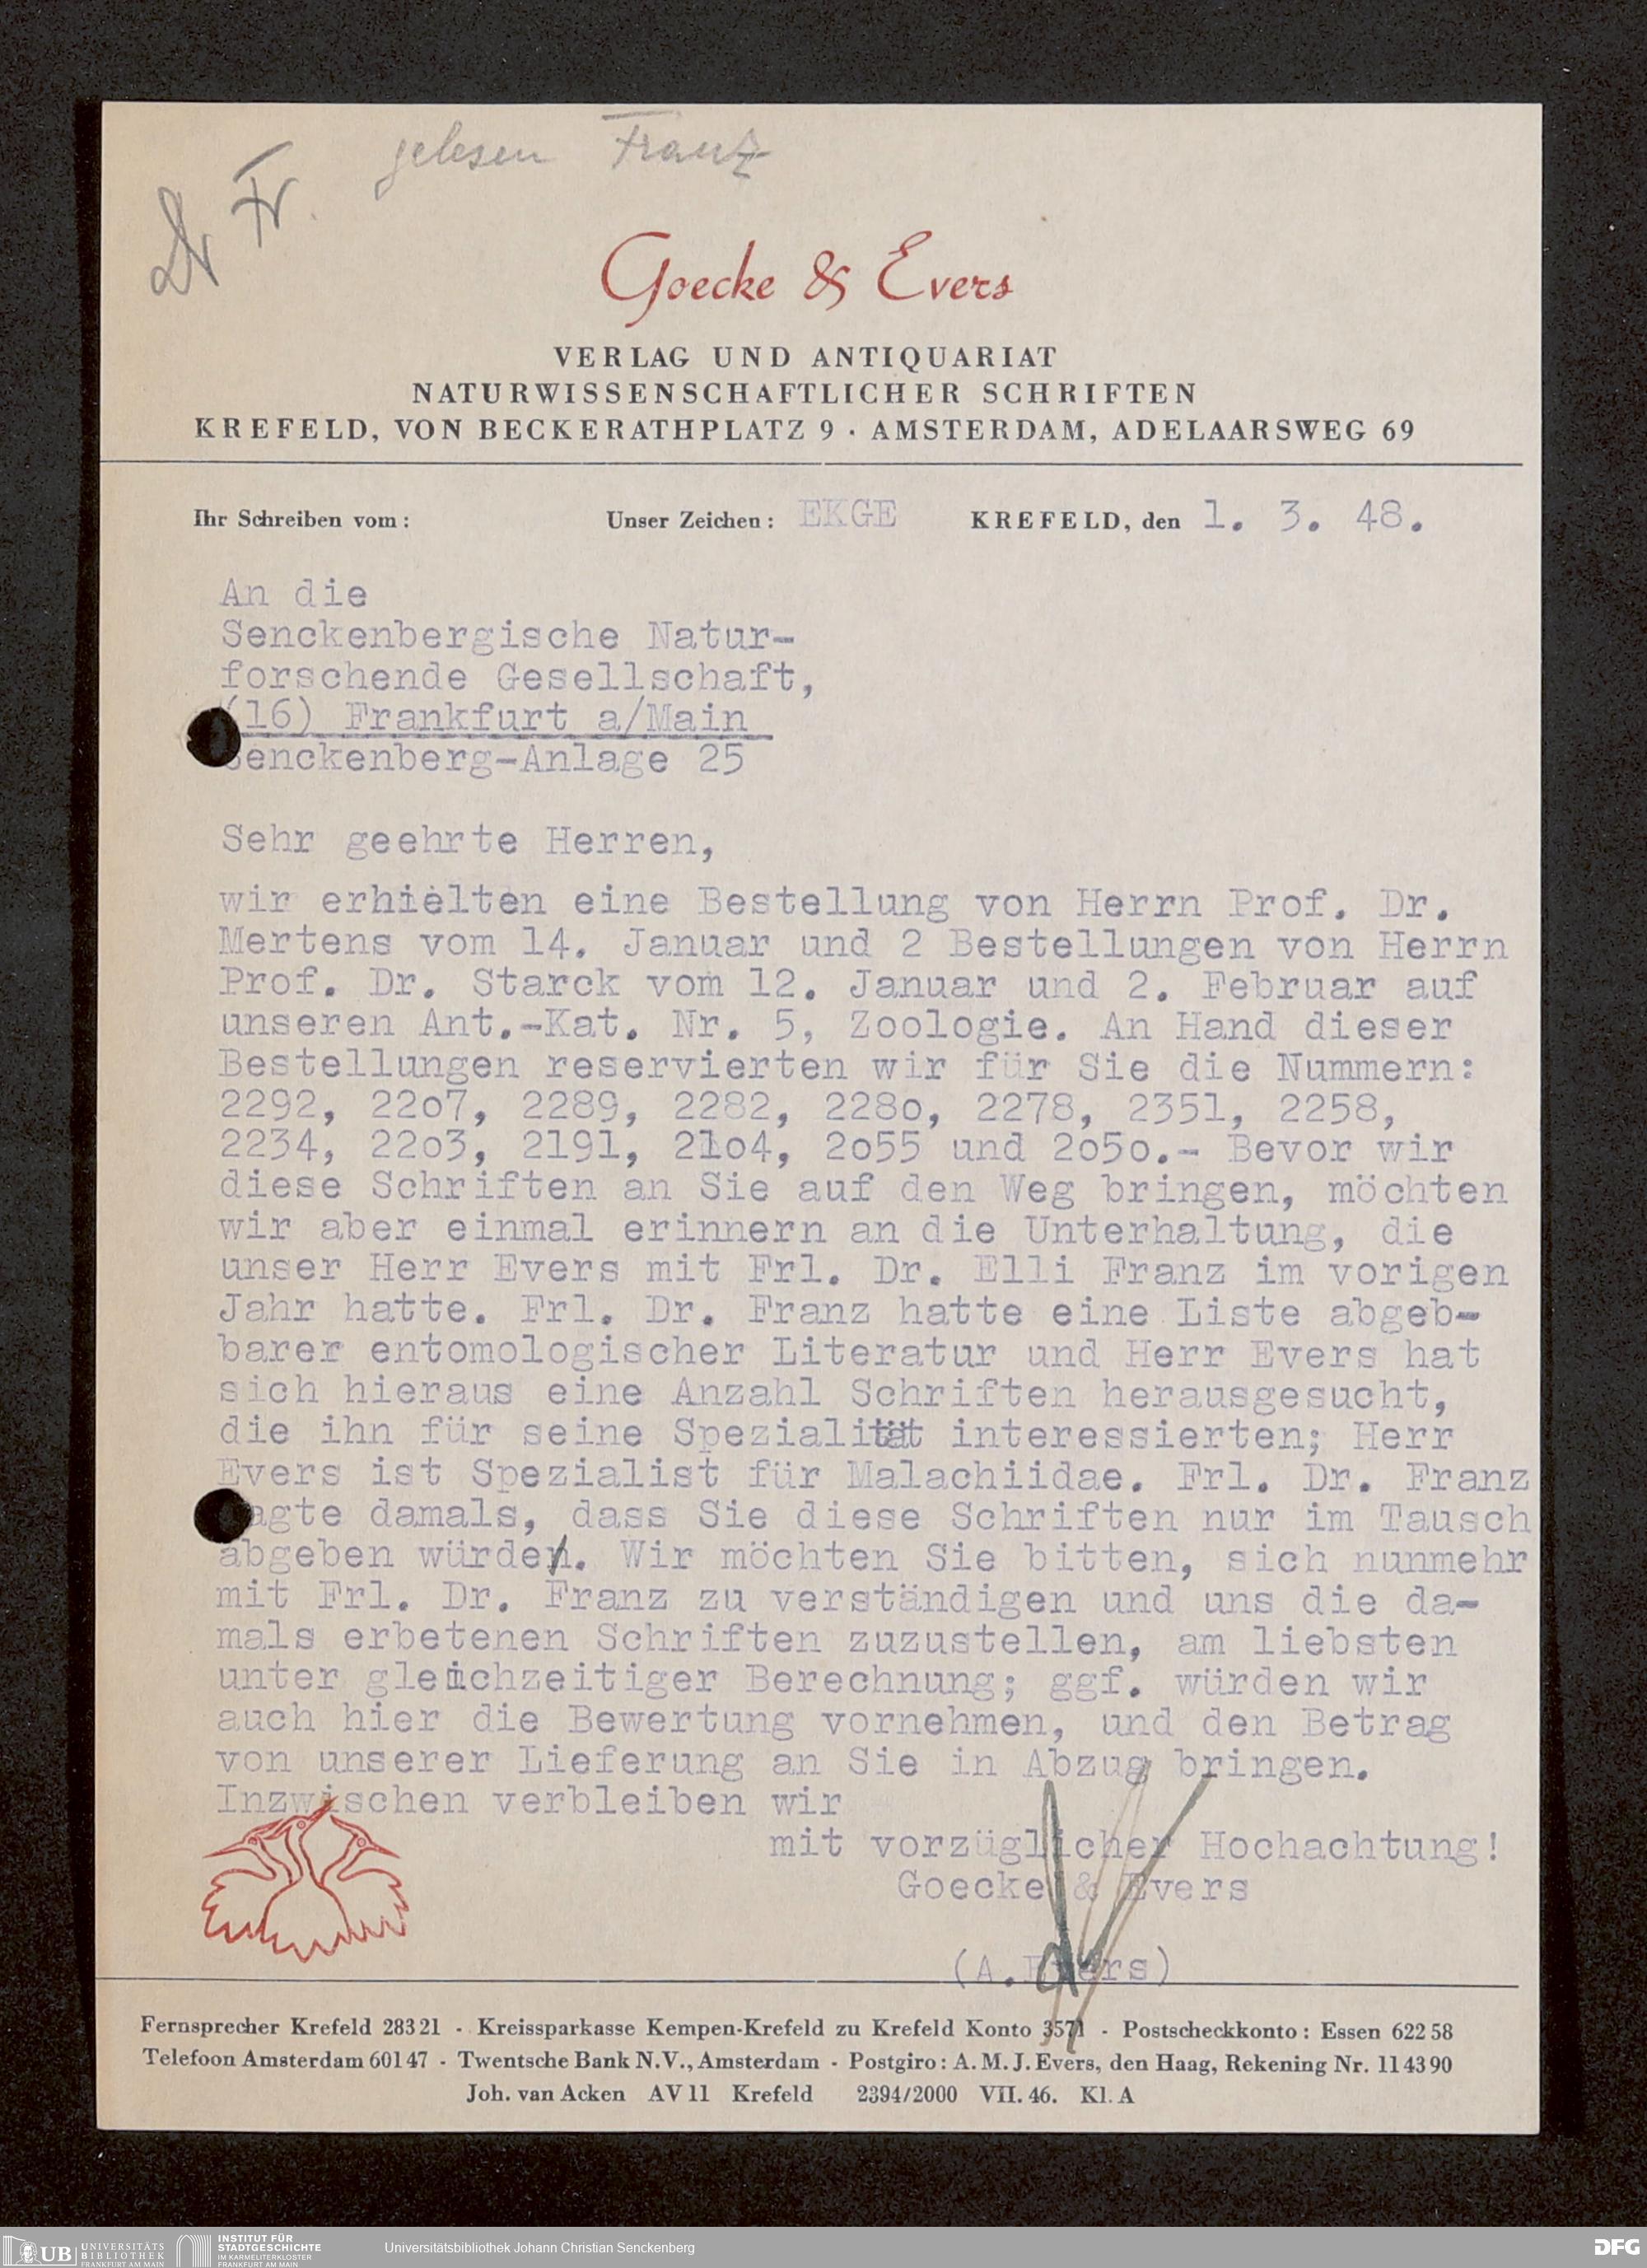 gelesen Franz
Dr Fr.
Goecke & Evers
VERLAG UND ANTIQUARIAT
NATURWISSENSCHAFTLICHER SCHRIFTEN
KREFELD, VON BECKERATHPLATZ 9 · AMSTERDAM, ADELAARSWEG 69
Ihr Schreiben vom: Unser Zeichen: EKGE KREFELD, den 1. 3. 48.
An die
Senckenbergische Natur-
forschende Gesellschaft,
(16) Frankfurt a/Main
Senckenberg-Anlage 25
Sehr geehrte Herren,
wir erhielten eine Bestellung von Herrn Prof. Dr.
Mertens vom 14. Januar und 2 Bestellungen von Herrn
Prof. Dr. Starck vom 12. Januar und 2. Februar auf
unseren Ant.-Kat. Nr. 5, Zoologie. An Hand dieser
Bestellungen reservierten wir für Sie die Nummern:
2292, 22o7, 2289, 2282, 228o, 2278, 2351, 2258,
2234, 22o3, 2191, 21o4, 2o55 und 2o5o.- Bevor wir
diese Schriften an Sie auf den Weg bringen, möchten
wir aber einmal erinnern an die Unterhaltung, die
unser Herr Evers mit Frl. Dr. Elli Franz im vorigen
Jahr hatte. Frl. Dr. Franz hatte eine Liste abgeb-
barer entomologischer Literatur und Herr Evers hat
sich hieraus eine Anzahl Schriften herausgesucht,
die ihn für seine Spezialität interessierten; Herr
Evers ist Spezialist für Malachiidae. Frl. Dr. Franz
sagte damals, dass Sie diese Schriften nur im Tausch
abgeben würden. Wir möchten Sie bitten, sich nunmehr
mit Frl. Dr. Franz zu verständigen und uns die da-
mals erbetenen Schriften zuzustellen, am liebsten
unter gleichzeitiger Berechnung; ggf. würden wir
auch hier die Bewertung vornehmen, und den Betrag
von unserer Lieferung an Sie in Abzug bringen.
Inzwischen verbleiben wir
mit vorzüglicher Hochachtung!
Goecke & Evers
(A. Evers)
Fernsprecher Krefeld 28321 - Kreissparkasse Kempen-Krefeld zu Krefeld Konto 3571 - Postscheckkonto: Essen 62258
Telefoon Amsterdam 60147 - Twentsche Bank N.V., Amsterdam - Postgiro: A. M. J. Evers, den Haag, Rekening Nr. 114390
Joh. van Acken AV 11 Krefeld 2394/2000 VII. 46. Kl. A
UB UNIVERSITÄTS BIBLIOTHEK FRANKFURT AM MAIN
INSTITUT FÜR STADTGESCHICHTE IM KARMELITERKLOSTER FRANKFURT AM MAIN
Universitätsbibliothek Johann Christian Senckenberg
DFG